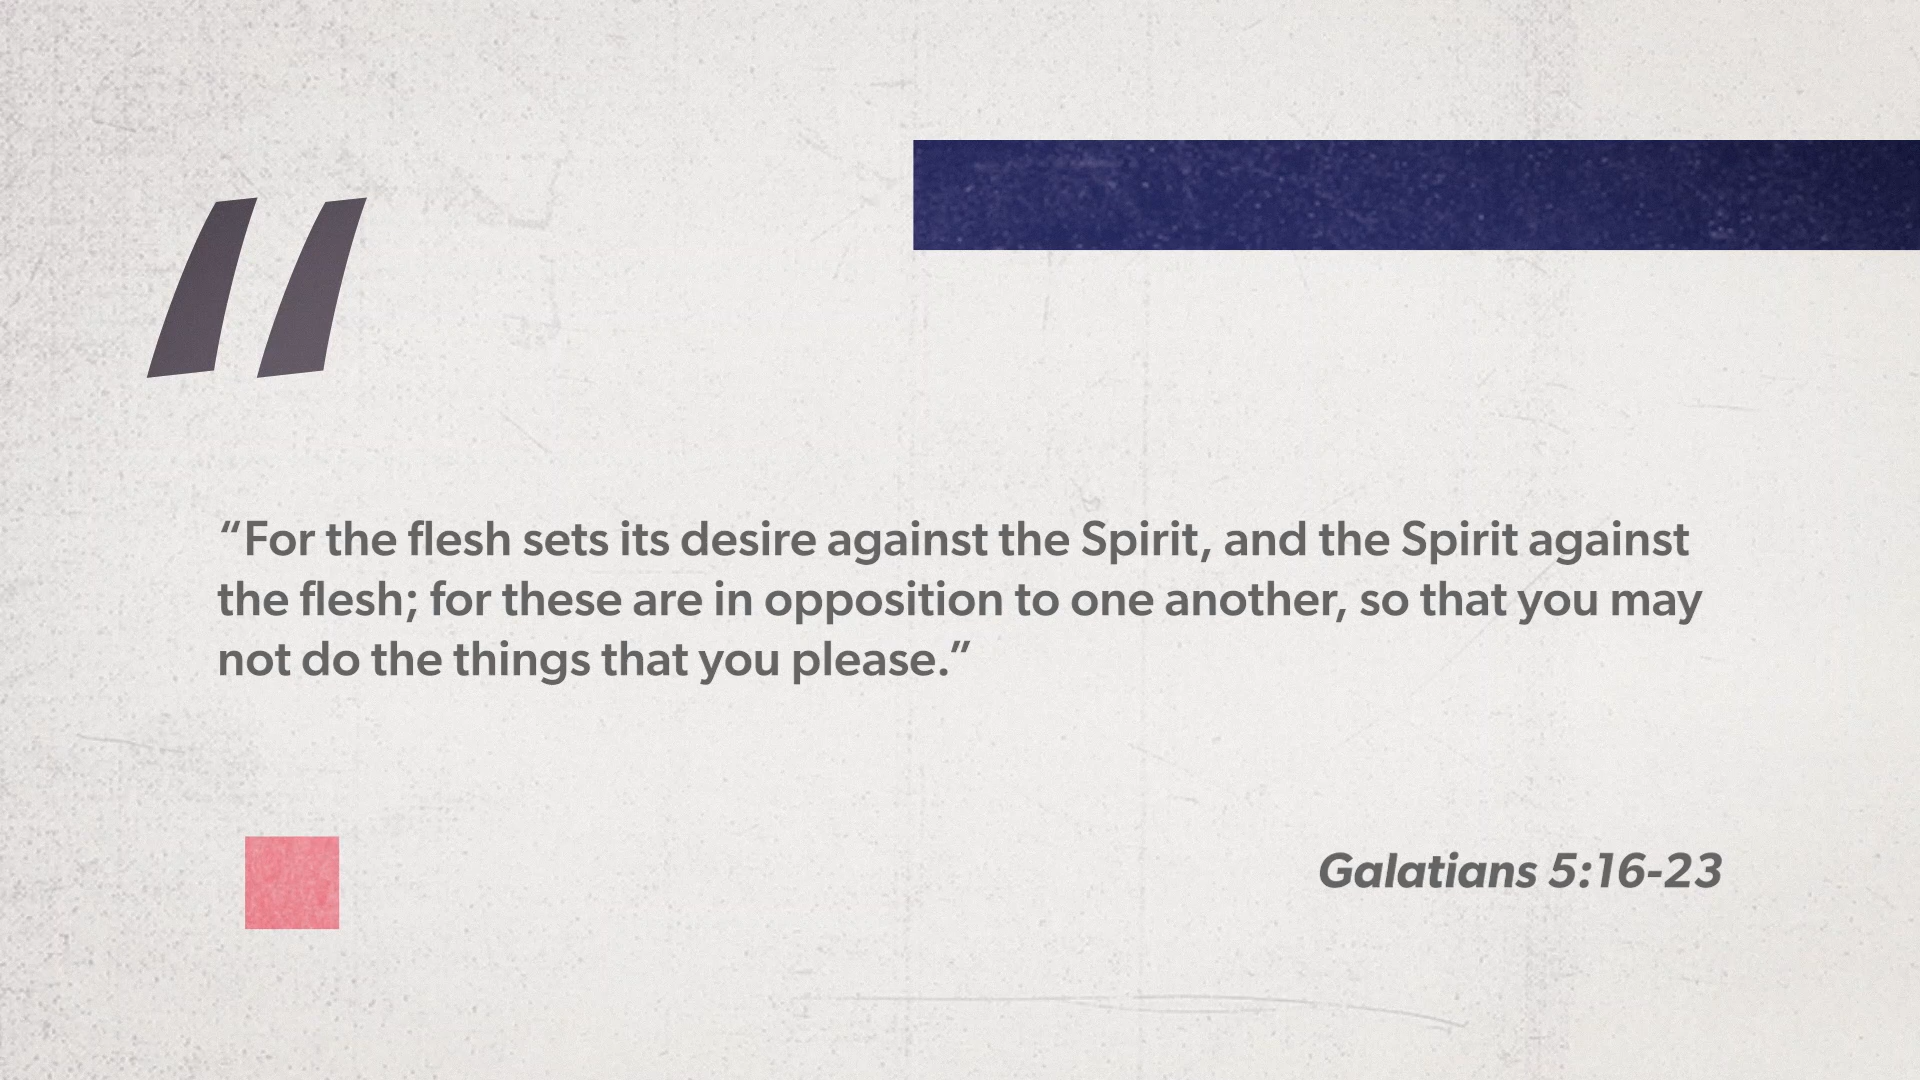 “For the flesh sets its desire against the Spirit, and the Spirit against
the flesh; for these are in opposition to one another, so that you may
not do the things that you please.”
Galatians 5:16-23